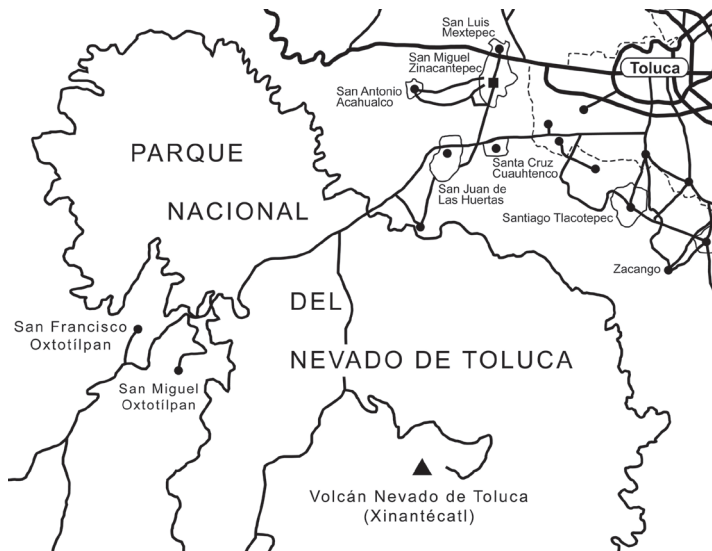 San Luis
Mextepec
San Miguel
Zinacantepec
Toluca
San Antonio
Acahualco
PARQUE
NACIONAL
Santa Cruz
Cuauhtenco
San Juan de
Las Huertas
Santiago Tlacotepec
Zacango
DEL
NEVADO DE TOLUCA
San Francisco
Oxtotílpan
San Miguel
Oxtotílpan
Volcán Nevado de Toluca
(Xinantécatl)